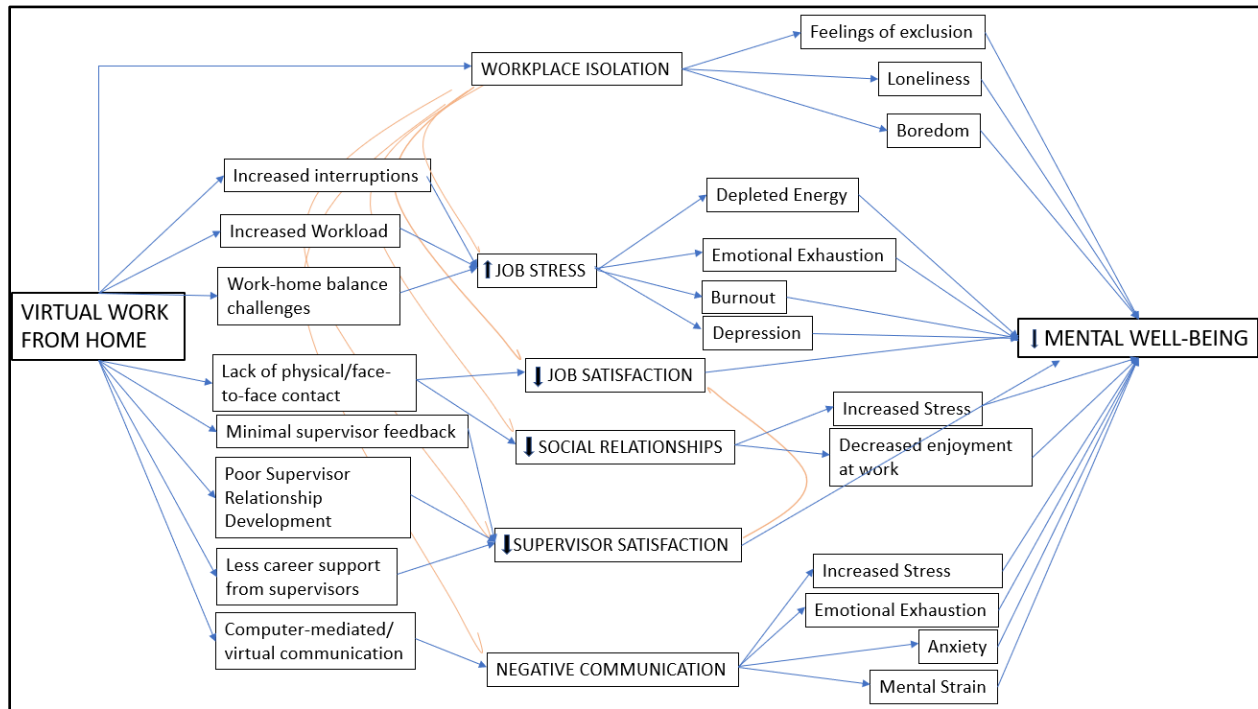 Feelings of exclusion
WORKPLACE ISOLATION
Loneliness
Boredom
Increased interruptions
Depleted Energy
Increased Workload
Emotional Exhaustion
JOB STRESS
Work-home balance
challenges
Burnout
VIRTUAL WORK
FROM HOME
Depression
MENTAL WELL-BEING
Lack of physical/face-
to-face contact
JOB SATISFACTION
Increased Stress
Minimal supervisor feedback
SOCIAL RELATIONSHIPS
Decreased enjoyment
at work
Poor Supervisor
Relationship
Development
SUPERVISOR SATISFACTION
Less career support
from supervisors
Increased Stress
Emotional Exhaustion
Computer-mediated/
virtual communication
Anxiety
NEGATIVE COMMUNICATION
Mental Strain